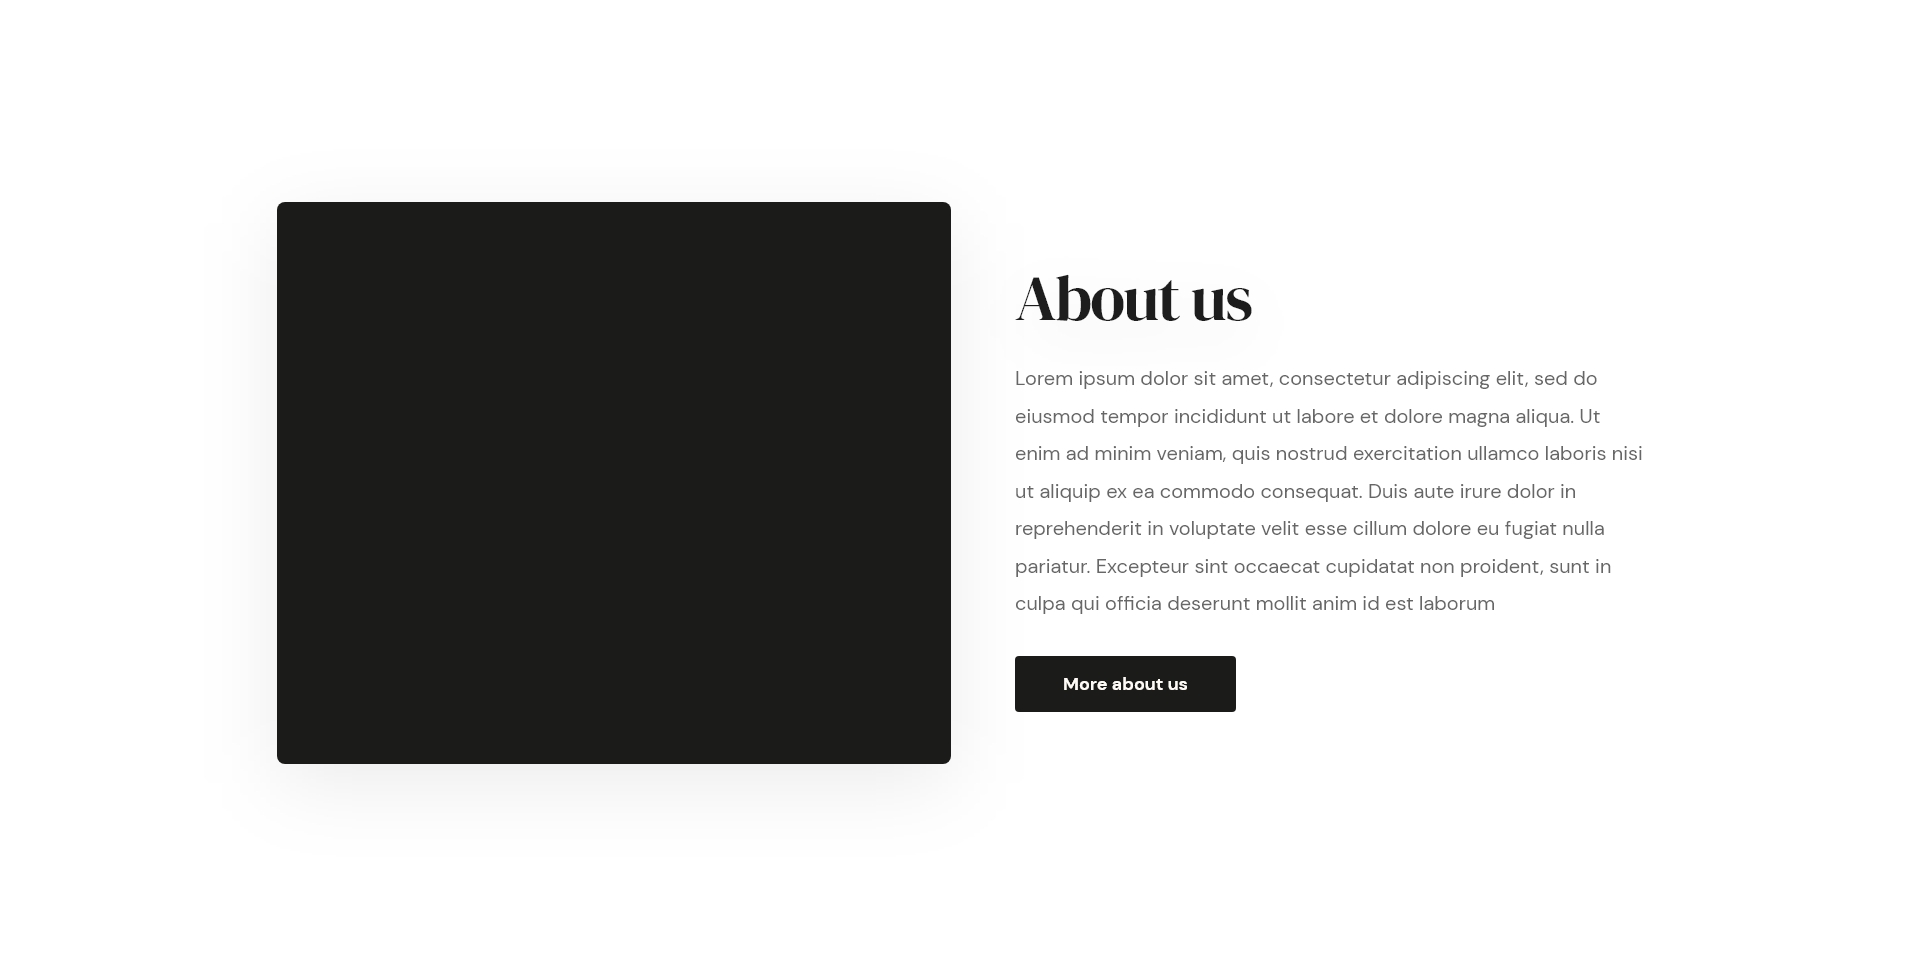 About us
Lorem ipsum dolor sit amet, consectetur adipiscing elit, sed do
eiusmod tempor incididunt ut labore et dolore magna aliqua. Ut
enim ad minim veniam, quis nostrud exercitation ullamco laboris nisi
ut aliquip ex ea commodo consequat. Duis aute irure dolor in
reprehenderit in voluptate velit esse cillum dolore eu fugiat nulla
pariatur. Excepteur sint occaecat cupidatat non proident, sunt in
culpa qui officia deserunt mollit anim id est laborum
More about us